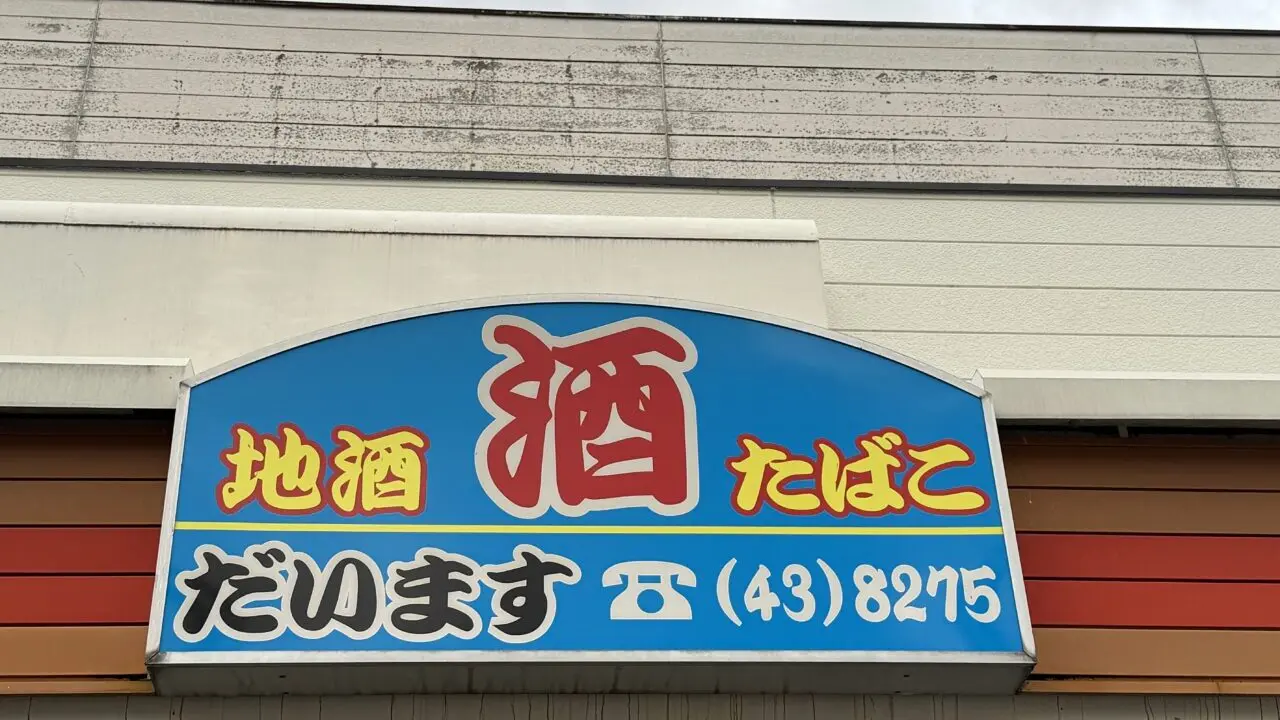 地酒 酒 たばこ
だいます ☎(43)8275